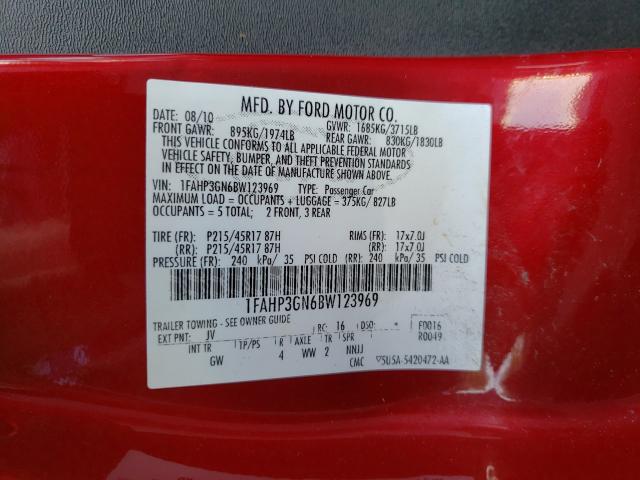 MFD. BY FORD MOTOR CO.
DATE: 08/10 GVWR: 1685KG/3715LB
FRONT GAWR: 895KG/1974LB REAR GAWR: 830KG/1830LB
THIS VEHICLE CONFORMS TO ALL APPLICABLE FEDERAL MOTOR
VEHICLE SAFETY, BUMPER, AND THEFT PREVENTION STANDARDS
IN EFFECT ON THE DATE OF MANUFACTURE SHOWN ABOVE.
VIN: 1FAHP3GN6BW123969 TYPE: Passenger Car
MAXIMUM LOAD = OCCUPANTS + LUGGAGE = 375KG/ 827LB
OCCUPANTS = 5 TOTAL; 2 FRONT, 3 REAR
TIRE (FR): P215/45R17 87H RIMS (FR): 17x7.0J
(RR): P215/45R17 87H (RR): 17x7.0J
PRESSURE (FR): 240 kPa/ 35 PSI COLD (RR): 240 kPa/ 35 PSI COLD
1FAHP3GN6BW123969
TRAILER TOWING - SEE OWNER GUIDE
EXT PNT: JV RC: 16 DSO: * F0016
R0049
INT TR TP/PS R AXLE TR SPR
GW 4 WW 2 NNJJ
CMC 5U5A-5420472-AA